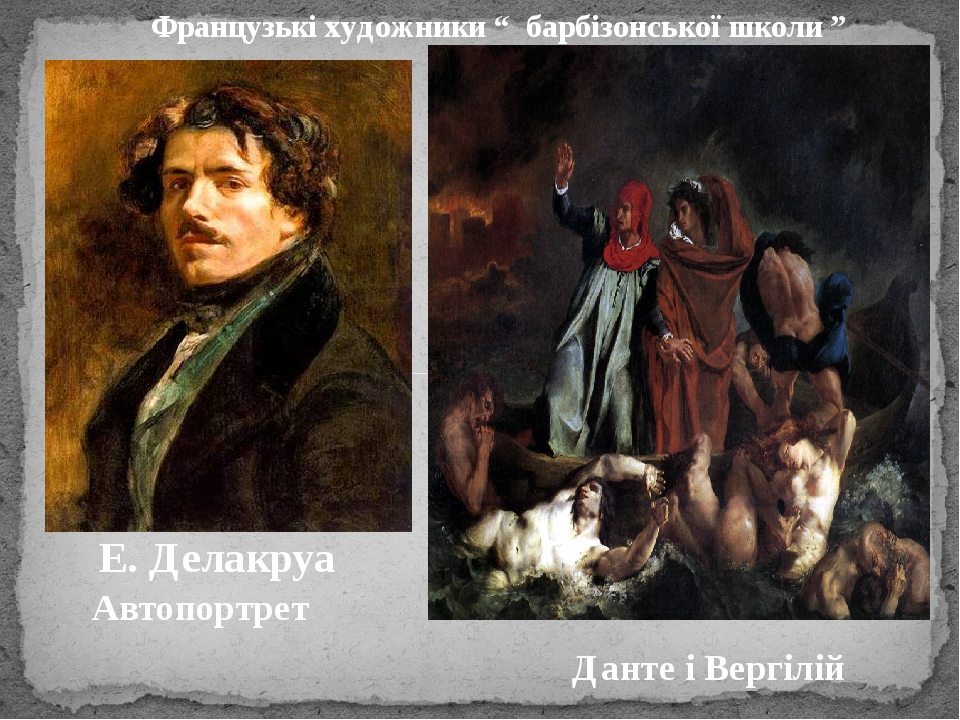 Французькі художники “ барбізонської школи ”
Е. Делакруа
Автопортрет
Данте і Вергілій